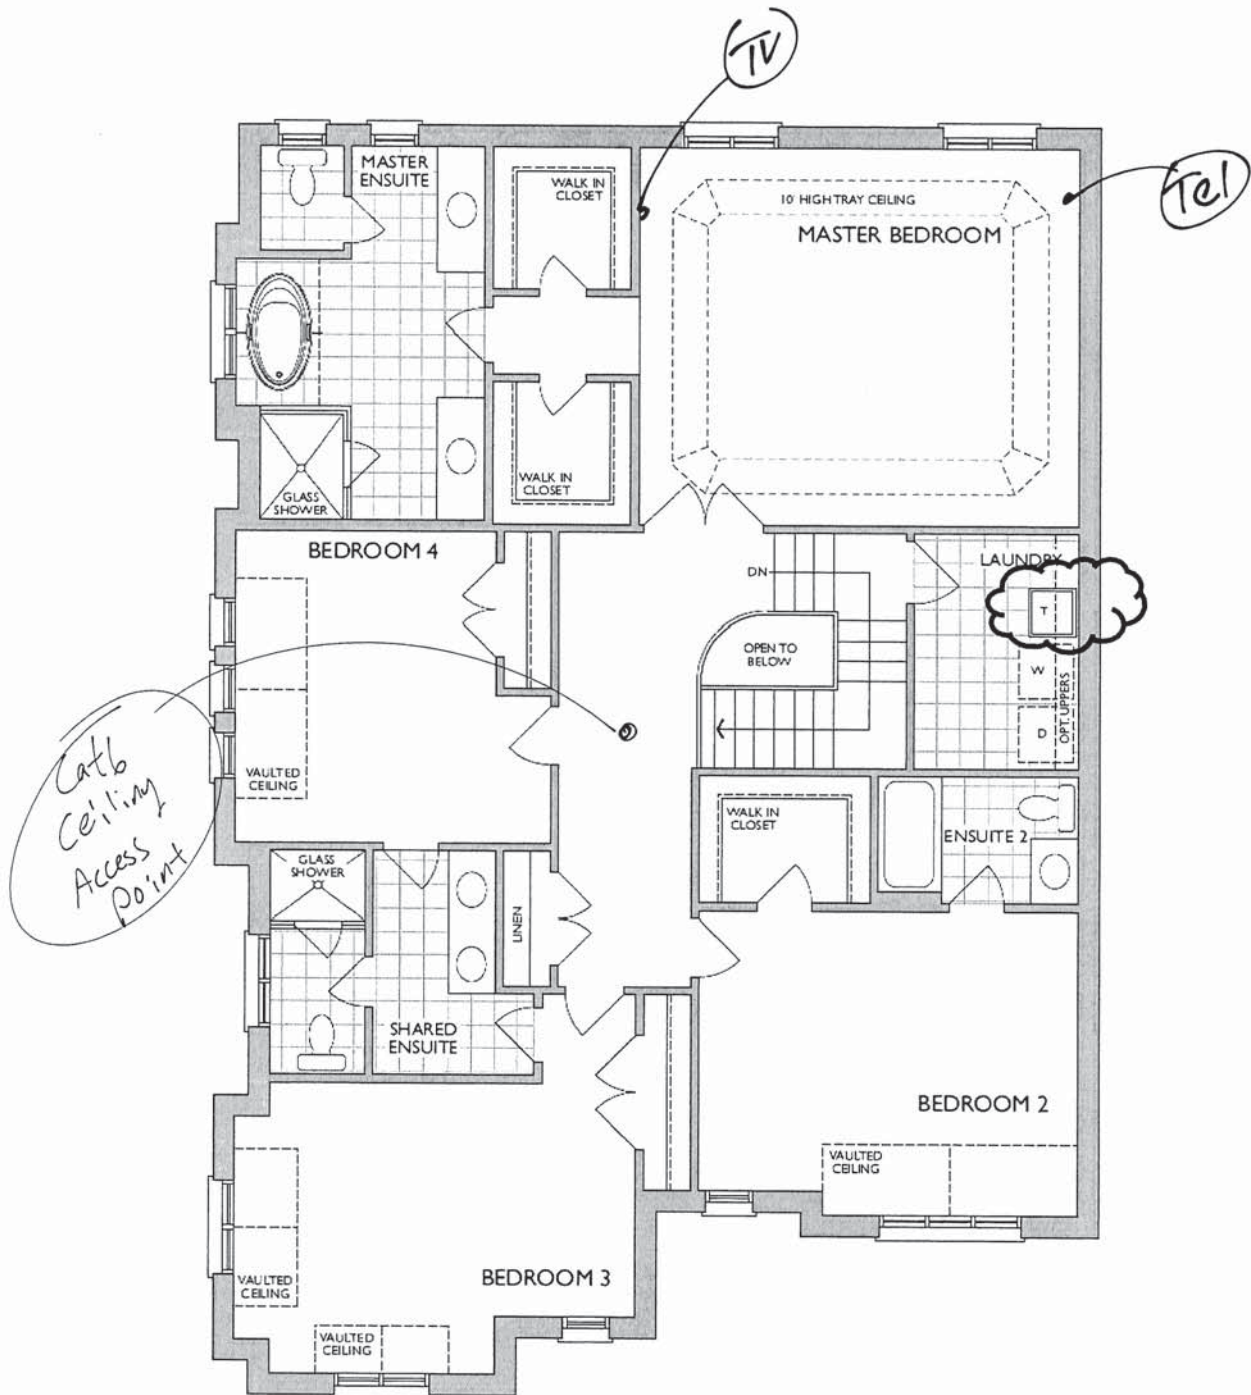 TV
Tel
MASTER
ENSUITE
WALK IN
CLOSET
10' HIGH TRAY CEILING
MASTER BEDROOM
WALK IN
CLOSET
GLASS
SHOWER
BEDROOM 4
DN
LAUNDRY
T
OPEN TO
BELOW
W
OPT. UPPERS
D
Cat6
Ceiling
Access
Point
VAULTED
CEILING
WALK IN
CLOSET
ENSUITE 2
GLASS
SHOWER
LINEN
SHARED
ENSUITE
BEDROOM 2
VAULTED
CEILING
BEDROOM 3
VAULTED
CEILING
VAULTED
CEILING